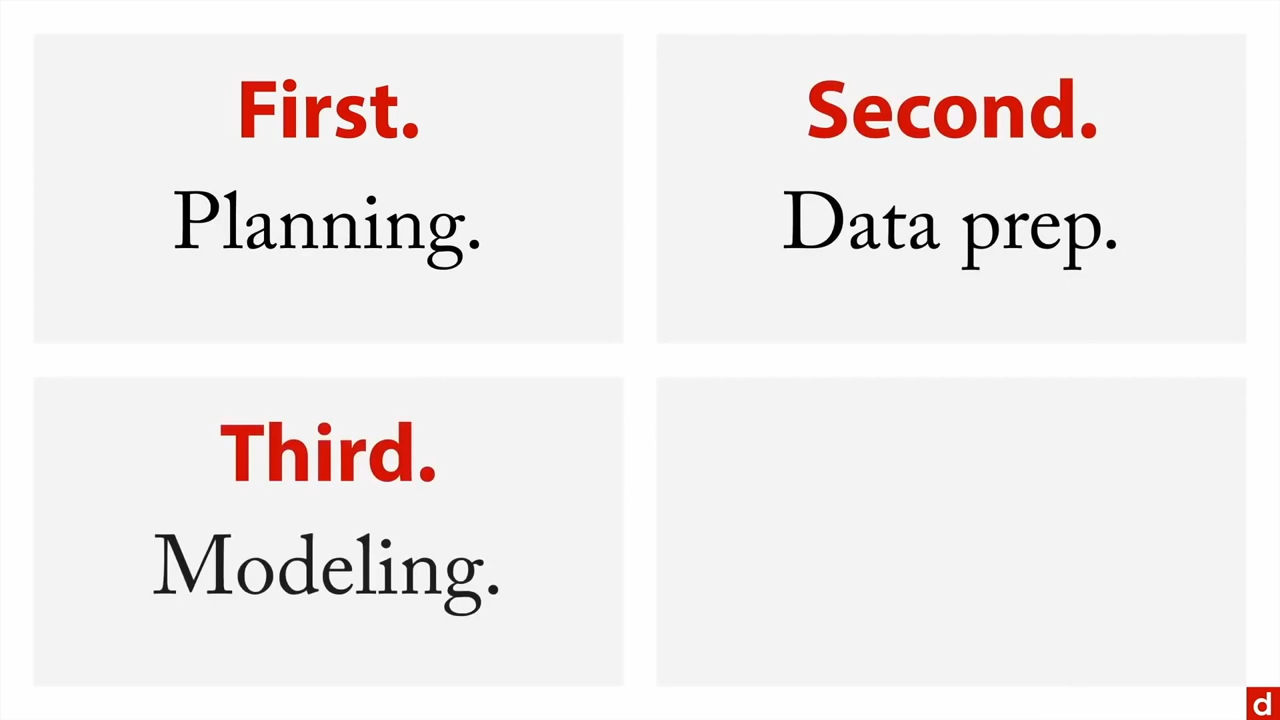 First.
Planning.
Second.
Data prep.
Third.
Modeling.
d